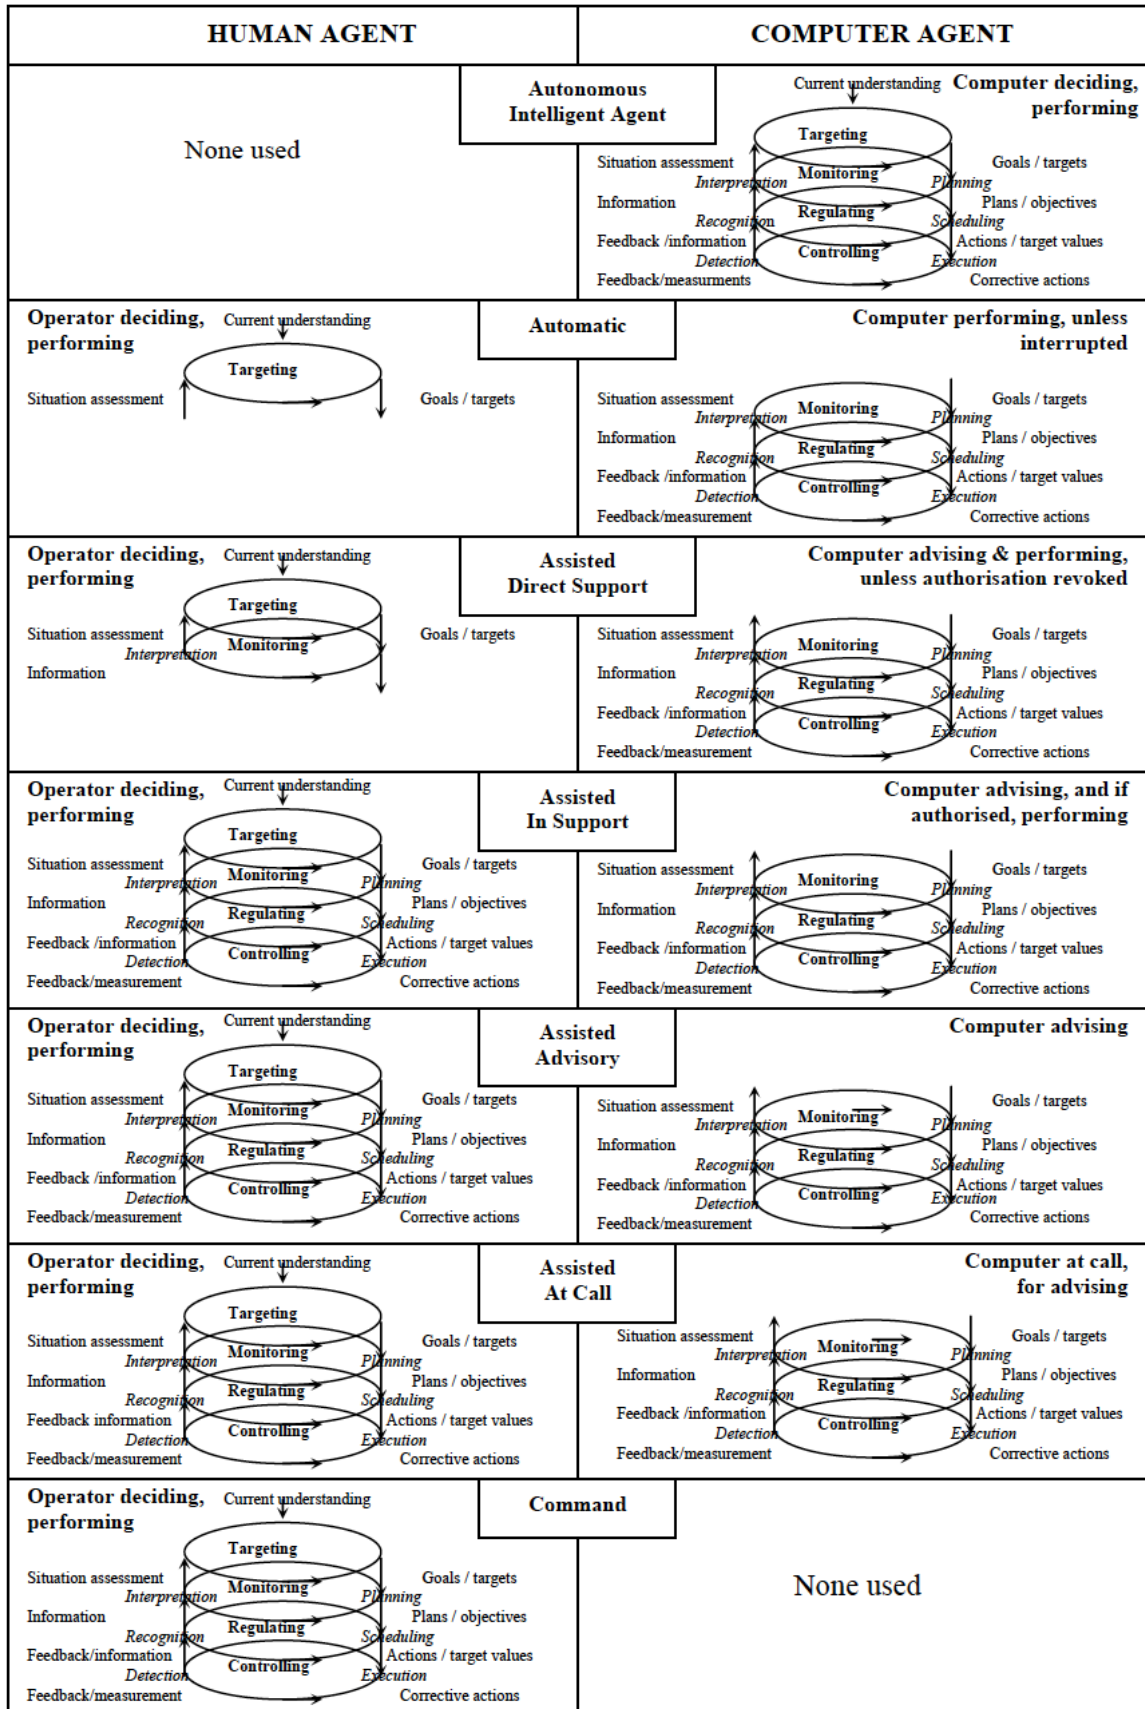 HUMAN AGENT
COMPUTER AGENT
None used
Autonomous
Intelligent Agent
Current understanding
Computer deciding,
performing
Targeting
Situation assessment
Goals / targets
Monitoring
Interpretation
Planning
Information
Plans / objectives
Regulating
Recognition
Scheduling
Feedback /information
Actions / target values
Controlling
Detection
Execution
Feedback/measurments
Corrective actions
Operator deciding,
performing
Current understanding
Targeting
Situation assessment
Goals / targets
Automatic
Computer performing, unless
interrupted
Situation assessment
Goals / targets
Monitoring
Interpretation
Planning
Information
Plans / objectives
Regulating
Recognition
Scheduling
Feedback /information
Actions / target values
Controlling
Detection
Execution
Feedback/measurement
Corrective actions
Operator deciding,
performing
Current understanding
Targeting
Situation assessment
Goals / targets
Monitoring
Interpretation
Information
Assisted
Direct Support
Computer advising & performing,
unless authorisation revoked
Situation assessment
Goals / targets
Monitoring
Interpretation
Planning
Information
Plans / objectives
Regulating
Recognition
Scheduling
Feedback /information
Actions / target values
Controlling
Detection
Execution
Feedback/measurement
Corrective actions
Operator deciding,
performing
Current understanding
Targeting
Situation assessment
Goals / targets
Monitoring
Interpretation
Planning
Information
Plans / objectives
Regulating
Recognition
Scheduling
Feedback /information
Actions / target values
Controlling
Detection
Execution
Feedback/measurement
Corrective actions
Assisted
In Support
Computer advising, and if
authorised, performing
Situation assessment
Goals / targets
Monitoring
Interpretation
Planning
Information
Plans / objectives
Regulating
Recognition
Scheduling
Feedback /information
Actions / target values
Controlling
Detection
Execution
Feedback/measurement
Corrective actions
Operator deciding,
performing
Current understanding
Targeting
Situation assessment
Goals / targets
Monitoring
Interpretation
Planning
Information
Plans / objectives
Regulating
Recognition
Scheduling
Feedback /information
Actions / target values
Controlling
Detection
Execution
Feedback/measurement
Corrective actions
Assisted
Advisory
Computer advising
Situation assessment
Goals / targets
Monitoring
Interpretation
Planning
Information
Plans / objectives
Regulating
Recognition
Scheduling
Feedback /information
Actions / target values
Controlling
Detection
Execution
Feedback/measurement
Corrective actions
Operator deciding,
performing
Current understanding
Targeting
Situation assessment
Goals / targets
Monitoring
Interpretation
Planning
Information
Plans / objectives
Regulating
Recognition
Scheduling
Feedback information
Actions / target values
Controlling
Detection
Execution
Feedback/measurement
Corrective actions
Assisted
At Call
Computer at call,
for advising
Situation assessment
Goals / targets
Monitoring
Interpretation
Planning
Information
Plans / objectives
Regulating
Recognition
Scheduling
Feedback /information
Actions / target values
Controlling
Detection
Execution
Feedback/measurement
Corrective actions
Operator deciding,
performing
Current understanding
Targeting
Situation assessment
Goals / targets
Monitoring
Interpretation
Planning
Information
Plans / objectives
Regulating
Recognition
Scheduling
Feedback/information
Actions / target values
Controlling
Detection
Execution
Feedback/measurement
Corrective actions
Command
None used